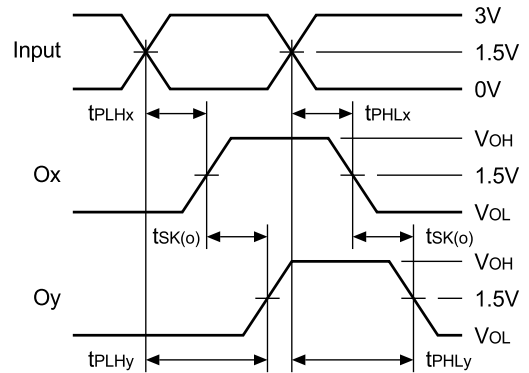 3V
Input
1.5V
0V
tPLHx
tPHLx
VOH
Ox
1.5V
VOL
tSK(o)
tSK(o)
VOH
Oy
1.5V
VOL
tPLHy
tPHLy